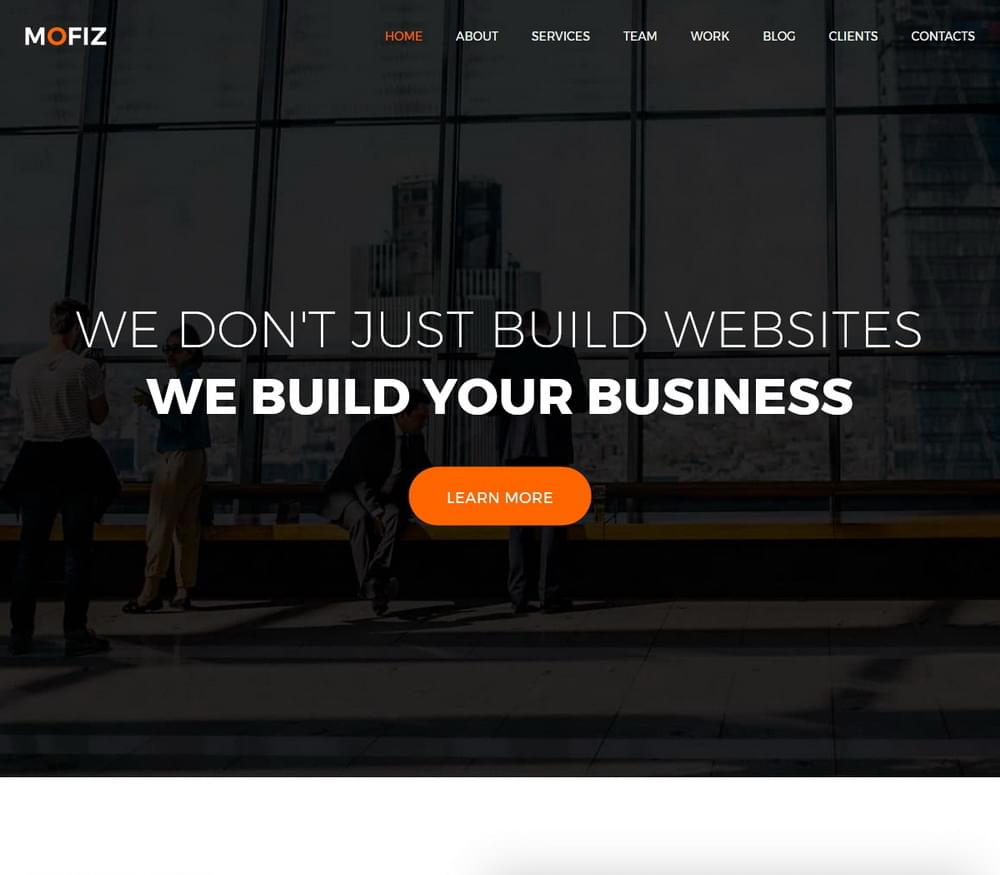 MOFIZ
HOME ABOUT SERVICES TEAM WORK BLOG CLIENTS CONTACTS
WE DON'T JUST BUILD WEBSITES
WE BUILD YOUR BUSINESS
LEARN MORE